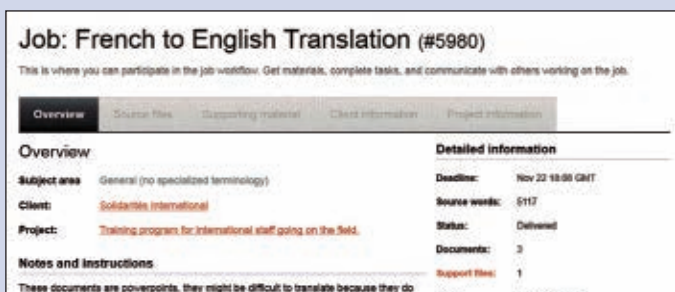 Job: French to English Translation (#5980)
This is where you can participate in the job workflow. Get materials, complete tasks, and communicate with others working on the job.
Overview Source files Supporting material Client information Project information
Overview
Subject area General (no specialized terminology)
Client: Solidarités International
Project: Training program for international staff going on the field.
Notes and instructions
These documents are powerpoints, they might be difficult to translate because they do
Detailed information
Deadline: Nov 22 GMT
Source words: 5117
Status: Delivered
Documents: 3
Support files: 1